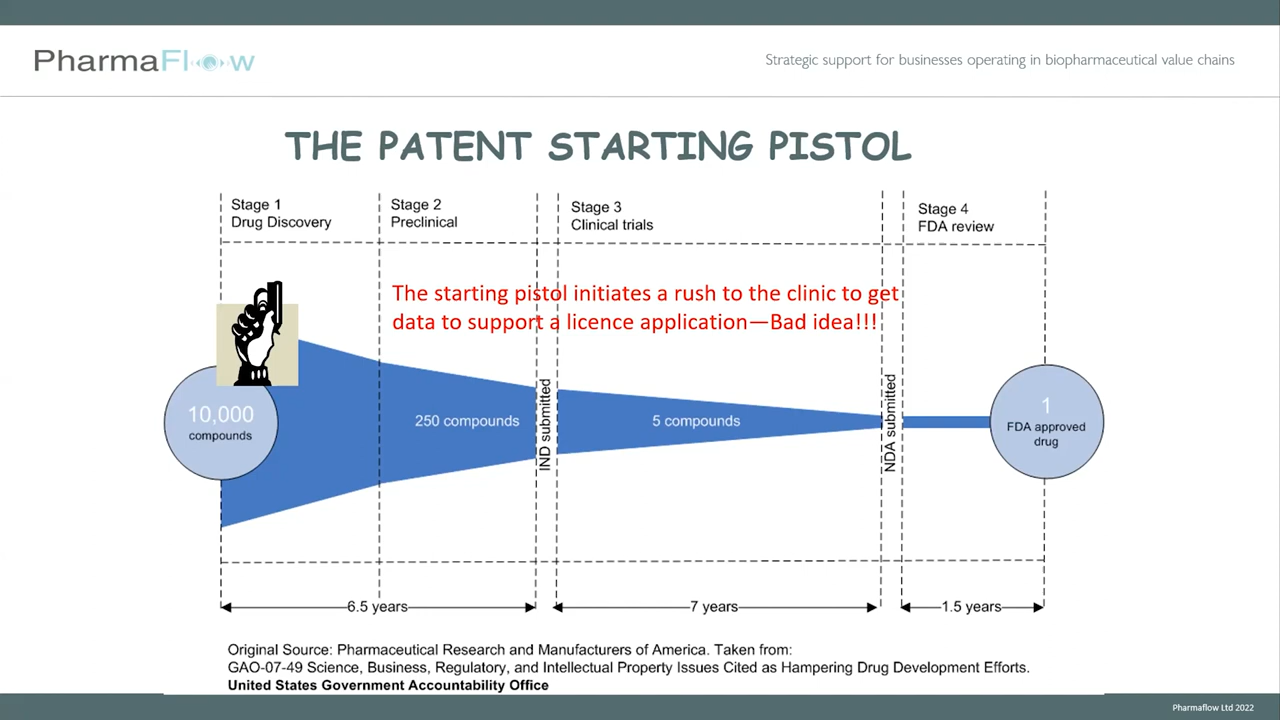 PharmaFlow
Strategic support for businesses operating in biopharmaceutical value chains
THE PATENT STARTING PISTOL
Stage 1
Drug Discovery
Stage 2
Preclinical
Stage 3
Clinical trials
Stage 4
FDA review
The starting pistol initiates a rush to the clinic to get
data to support a licence application—Bad idea!!!
10,000
compounds
250 compounds
IND submitted
5 compounds
NDA submitted
1
FDA approved
drug
6.5 years
7 years
1.5 years
Original Source: Pharmaceutical Research and Manufacturers of America. Taken from:
GAO-07-49 Science, Business, Regulatory, and Intellectual Property Issues Cited as Hampering Drug Development Efforts.
United States Government Accountability Office
Pharmaflow Ltd 2022